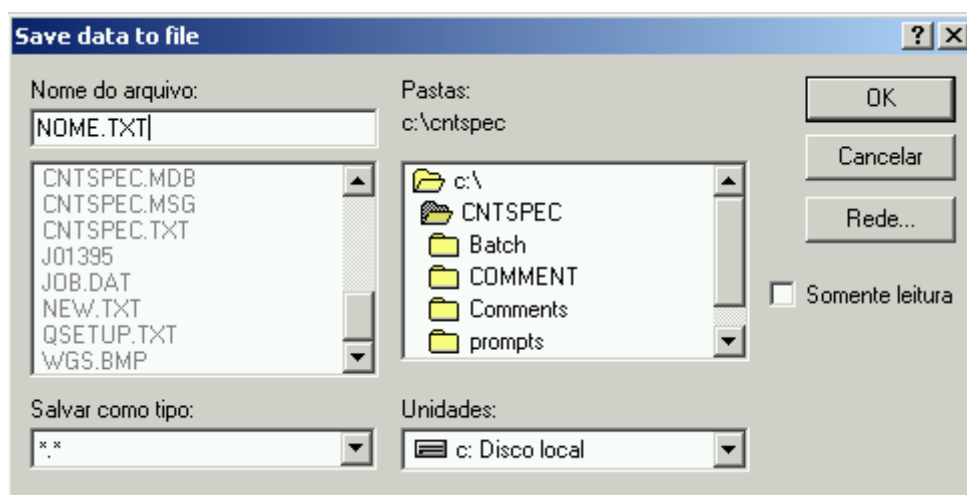 Save data to file
Nome do arquivo:
NOME.TXT
CNTSPEC.MDB
CNTSPEC.MSG
CNTSPEC.TXT
J01395
JOB.DAT
NEW.TXT
QSETUP.TXT
WGS.BMP
Salvar como tipo:
*.*
Pastas:
c:\cntspec
c:\
CNTSPEC
Batch
COMMENT
Comments
prompts
Unidades:
c: Disco local
OK
Cancelar
Rede...
Somente leitura